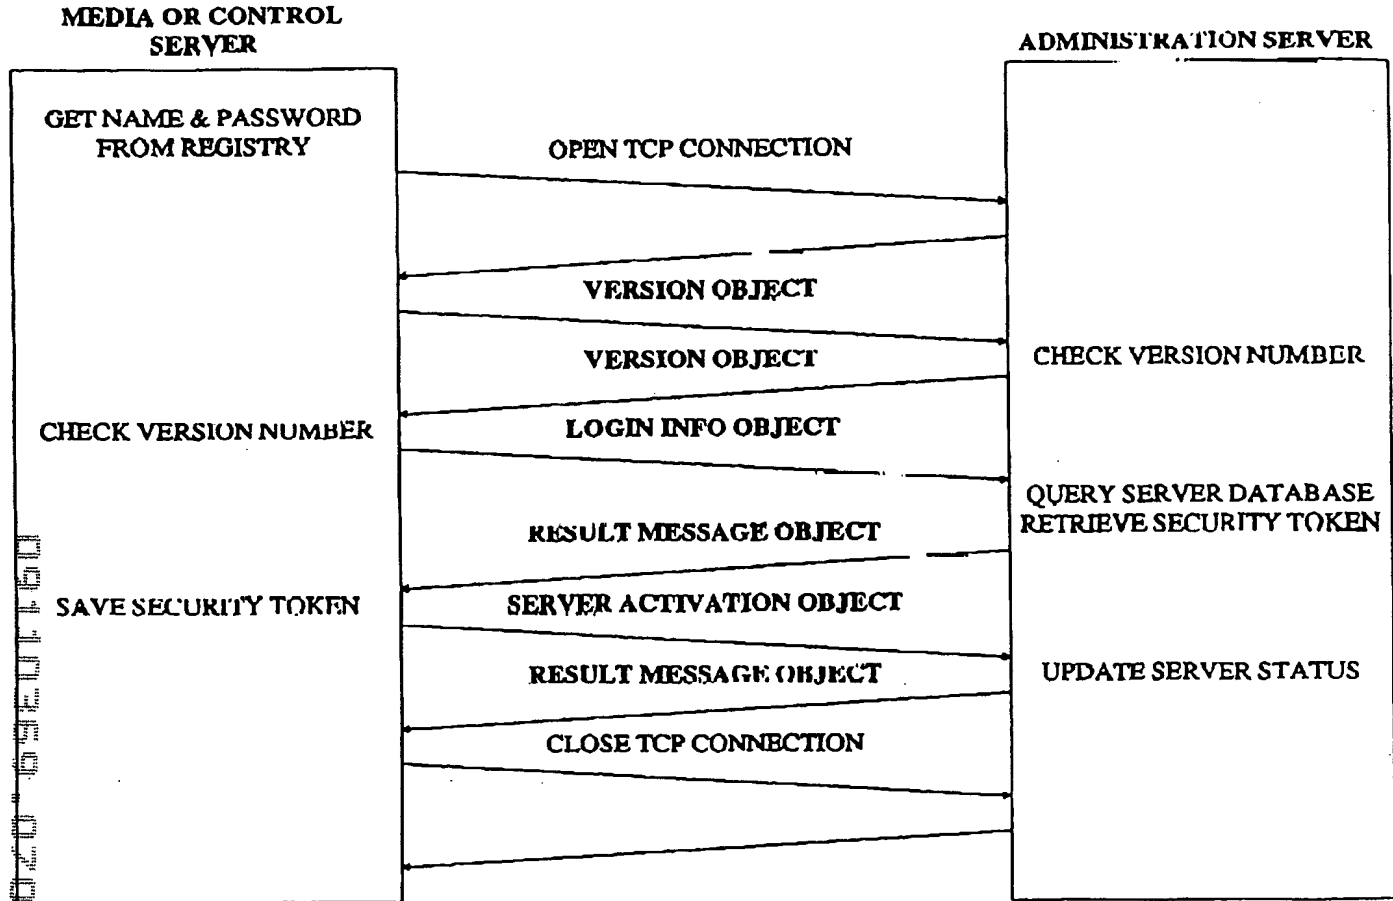 MEDIA OR CONTROL
SERVER
ADMINISTRATION SERVER
GET NAME & PASSWORD
FROM REGISTRY
OPEN TCP CONNECTION
VERSION OBJECT
VERSION OBJECT
CHECK VERSION NUMBER
CHECK VERSION NUMBER
LOGIN INFO OBJECT
QUERY SERVER DATABASE
RETRIEVE SECURITY TOKEN
RESULT MESSAGE OBJECT
SAVE SECURITY TOKEN
SERVER ACTIVATION OBJECT
RESULT MESSAGE OBJECT
UPDATE SERVER STATUS
CLOSE TCP CONNECTION